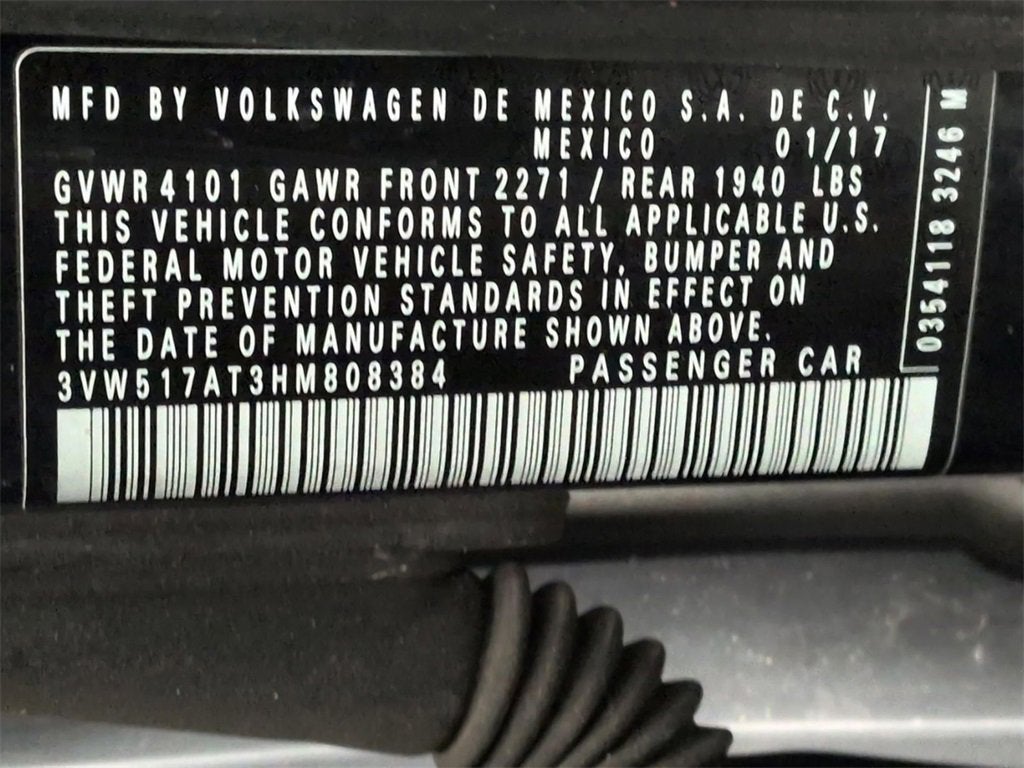 MFD BY VOLKSWAGEN DE MEXICO S.A. DE C.V.
MEXICO 01/17
GVWR 4101 GAWR FRONT 2271 / REAR 1940 LBS
THIS VEHICLE CONFORMS TO ALL APPLICABLE U.S.
FEDERAL MOTOR VEHICLE SAFETY, BUMPER AND
THEFT PREVENTION STANDARDS IN EFFECT ON
THE DATE OF MANUFACTURE SHOWN ABOVE.
3VW517AT3HM808384 PASSENGER CAR
0354118 3246 M